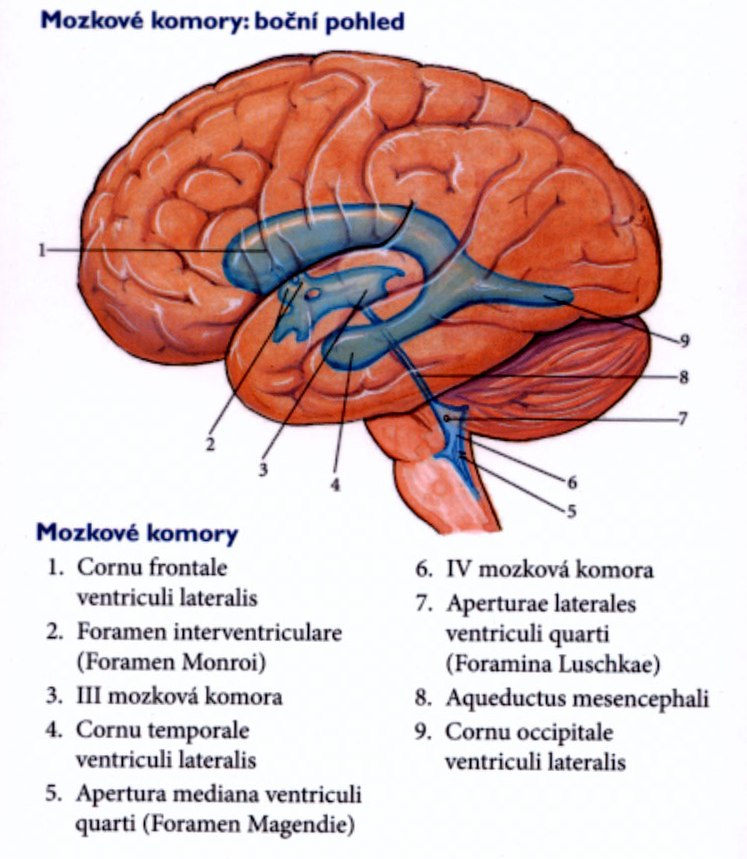 Mozkové komory: boční pohled
1
2
3
4
9
8
7
6
5
Mozkové komory
1. Cornu frontale
ventriculi lateralis
2. Foramen interventriculare
(Foramen Monroi)
3. III mozková komora
4. Cornu temporale
ventriculi lateralis
5. Apertura mediana ventriculi
quarti (Foramen Magendie)
6. IV mozková komora
7. Aperturae laterales
ventriculi quarti
(Foramina Luschkae)
8. Aqueductus mesencephali
9. Cornu occipitale
ventriculi lateralis